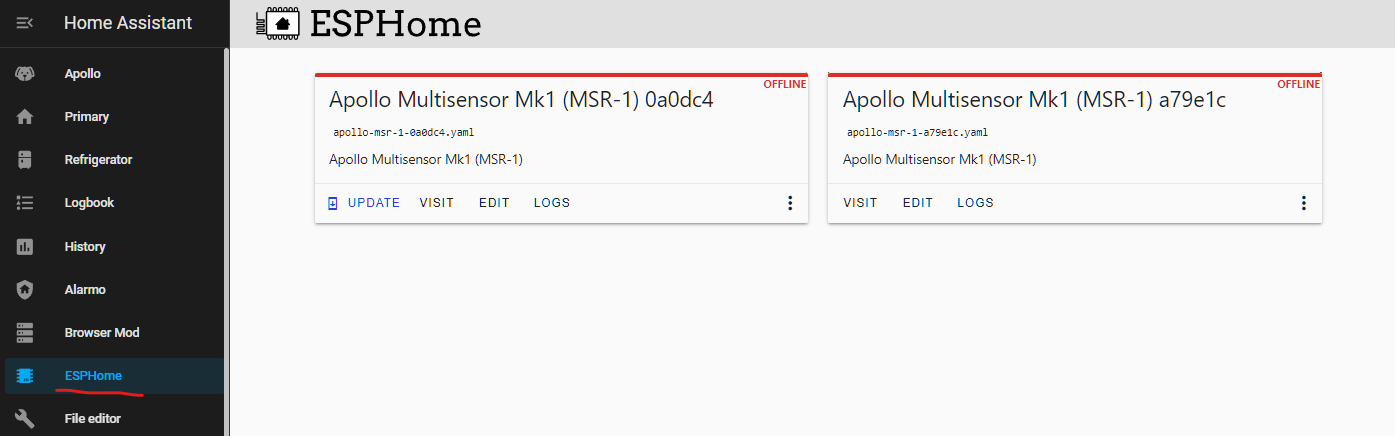 Home Assistant
Apollo
Primary
Refrigerator
Logbook
History
Alarmo
Browser Mod
ESPHome
File editor
ESPHome
OFFLINE
Apollo Multisensor Mk1 (MSR-1) 0a0dc4
apollo-msr-1-0a0dc4.yaml
Apollo Multisensor Mk1 (MSR-1)
UPDATE VISIT EDIT LOGS
OFFLINE
Apollo Multisensor Mk1 (MSR-1) a79e1c
apollo-msr-1-a79e1c.yaml
Apollo Multisensor Mk1 (MSR-1)
VISIT EDIT LOGS